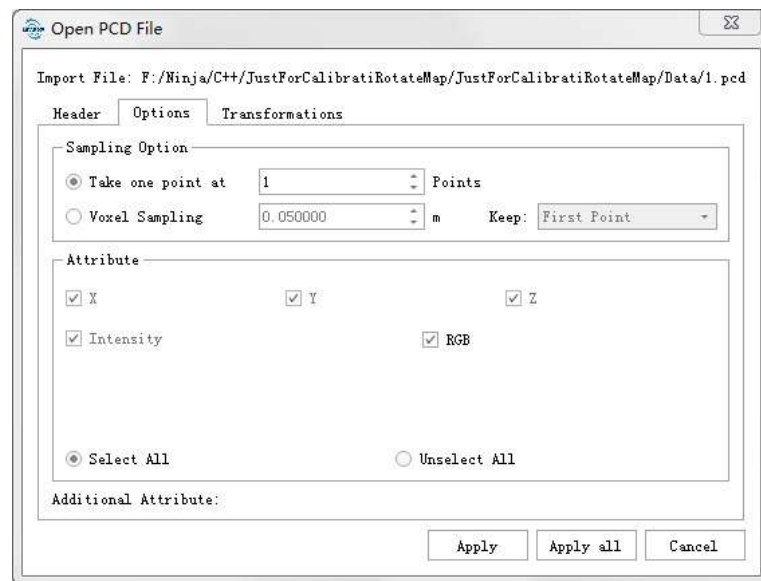 Open PCD File
Import File: F:/Ninja/C++/JustForCalibratiRotateMap/JustForCalibratiRotateMap/Data/1.pcd
Header Options Transformations
Sampling Option
Take one point at 1 Points
Voxel Sampling 0.050000 m Keep: First Point
Attribute
X Y Z
Intensity RGB
Select All Unselect All
Additional Attribute:
Apply Apply all Cancel